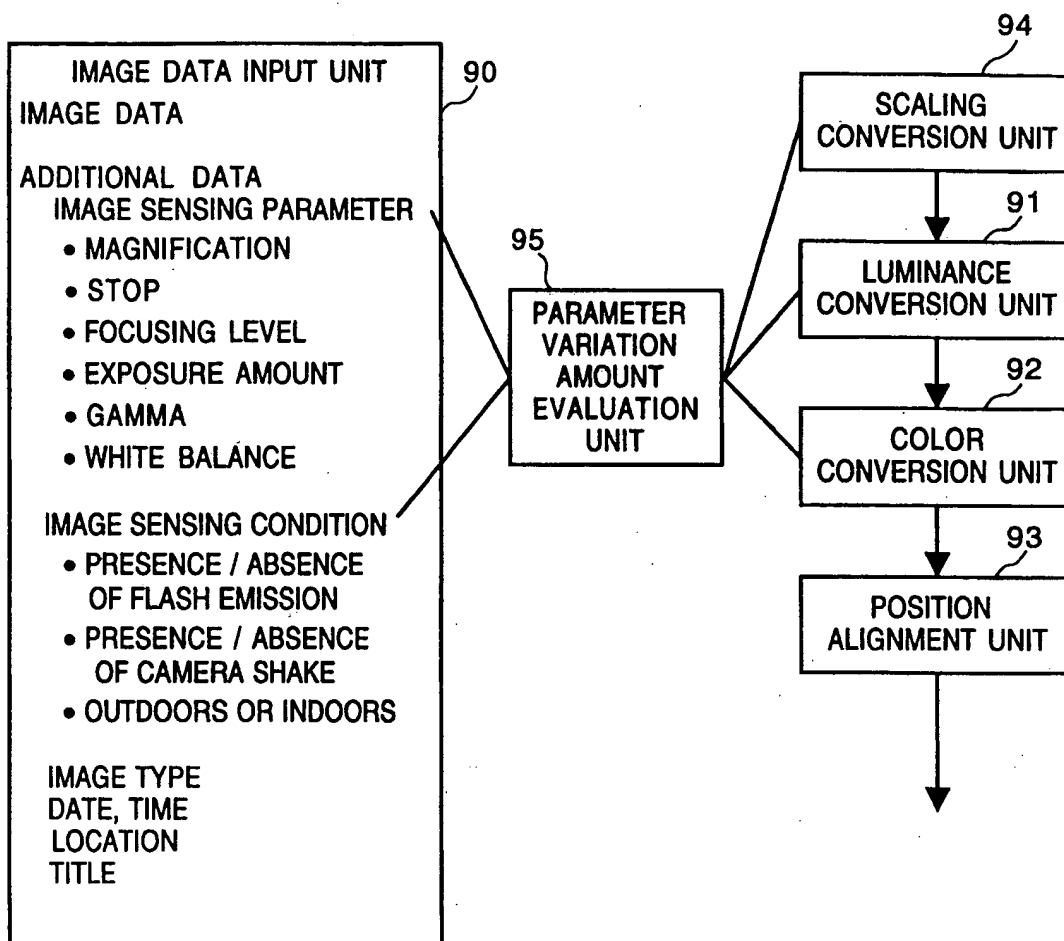 IMAGE DATA INPUT UNIT
90
IMAGE DATA
ADDITIONAL DATA
IMAGE SENSING PARAMETER
• MAGNIFICATION
• STOP
• FOCUSING LEVEL
• EXPOSURE AMOUNT
• GAMMA
• WHITE BALANCE
IMAGE SENSING CONDITION
• PRESENCE / ABSENCE
OF FLASH EMISSION
• PRESENCE / ABSENCE
OF CAMERA SHAKE
• OUTDOORS OR INDOORS
IMAGE TYPE
DATE, TIME
LOCATION
TITLE
95
PARAMETER
VARIATION
AMOUNT
EVALUATION
UNIT
94
SCALING
CONVERSION UNIT
91
LUMINANCE
CONVERSION UNIT
92
COLOR
CONVERSION UNIT
93
POSITION
ALIGNMENT UNIT